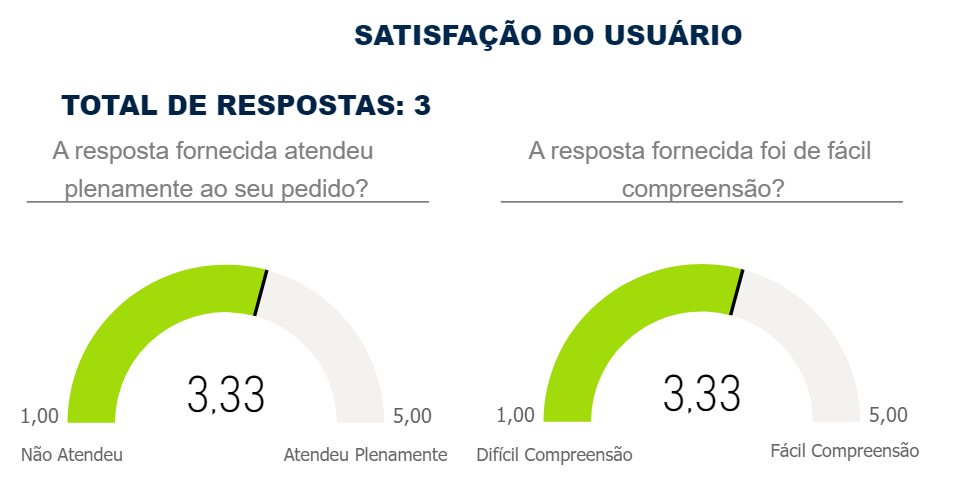 SATISFAÇÃO DO USUÁRIO
TOTAL DE RESPOSTAS: 3
A resposta fornecida atendeu
plenamente ao seu pedido?
3,33
1,00
5,00
Não Atendeu
Atendeu Plenamente
A resposta fornecida foi de fácil
compreensão?
3,33
1,00
5,00
Difícil Compreensão
Fácil Compreensão